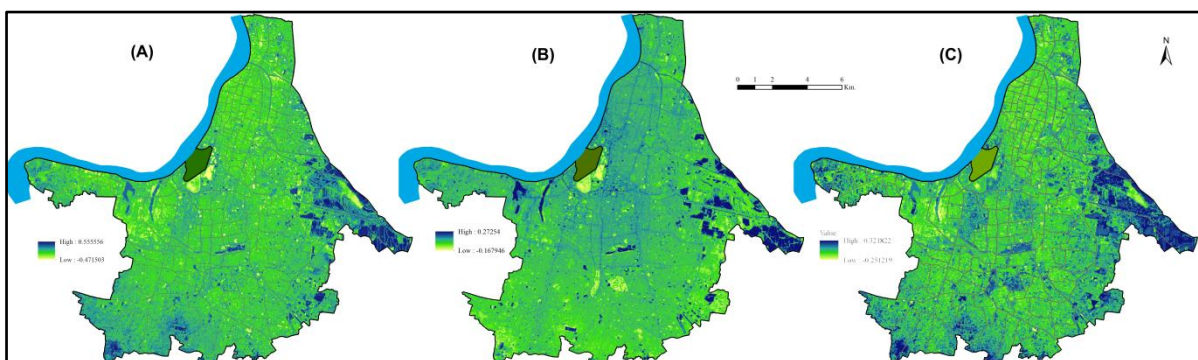 (A)
High : 0.555556
Low : -0.471503
(B)
High : 0.27254
Low : -0.167946
0 1 2 4 6
Km.
(C)
N
Value
High : 0.321822
Low : -0.251219